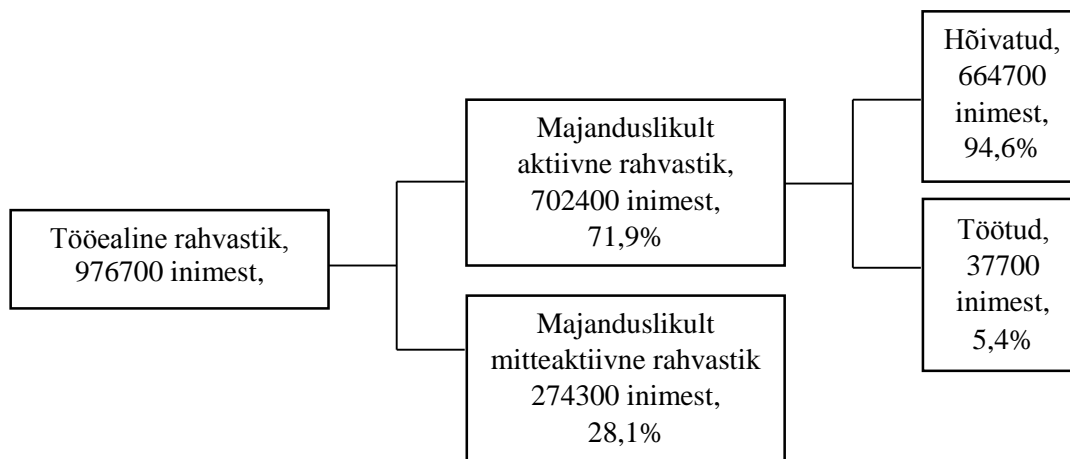 Tööealine rahvastik,
976700 inimest,
Majanduslikult
aktiivne rahvastik,
702400 inimest,
71,9%
Majanduslikult
mitteaktiivne rahvastik
274300 inimest,
28,1%
Hõivatud,
664700
inimest,
94,6%
Töötud,
37700
inimest,
5,4%